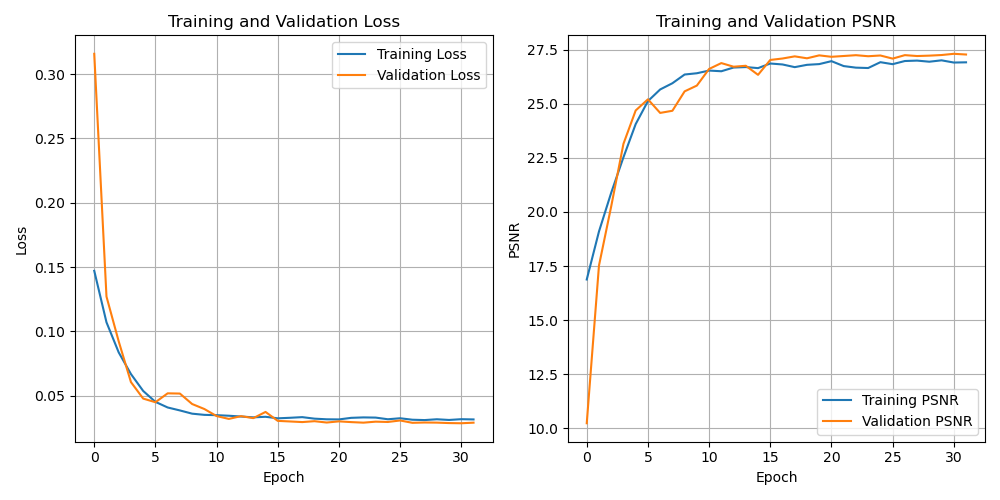 Training and Validation Loss
Training Loss
Validation Loss
0.30
0.25
0.20
0.15
0.10
0.05
Loss
0 5 10 15 20 25 30
Epoch
Training and Validation PSNR
27.5
25.0
22.5
20.0
17.5
15.0
12.5
10.0
PSNR
Training PSNR
Validation PSNR
0 5 10 15 20 25 30
Epoch